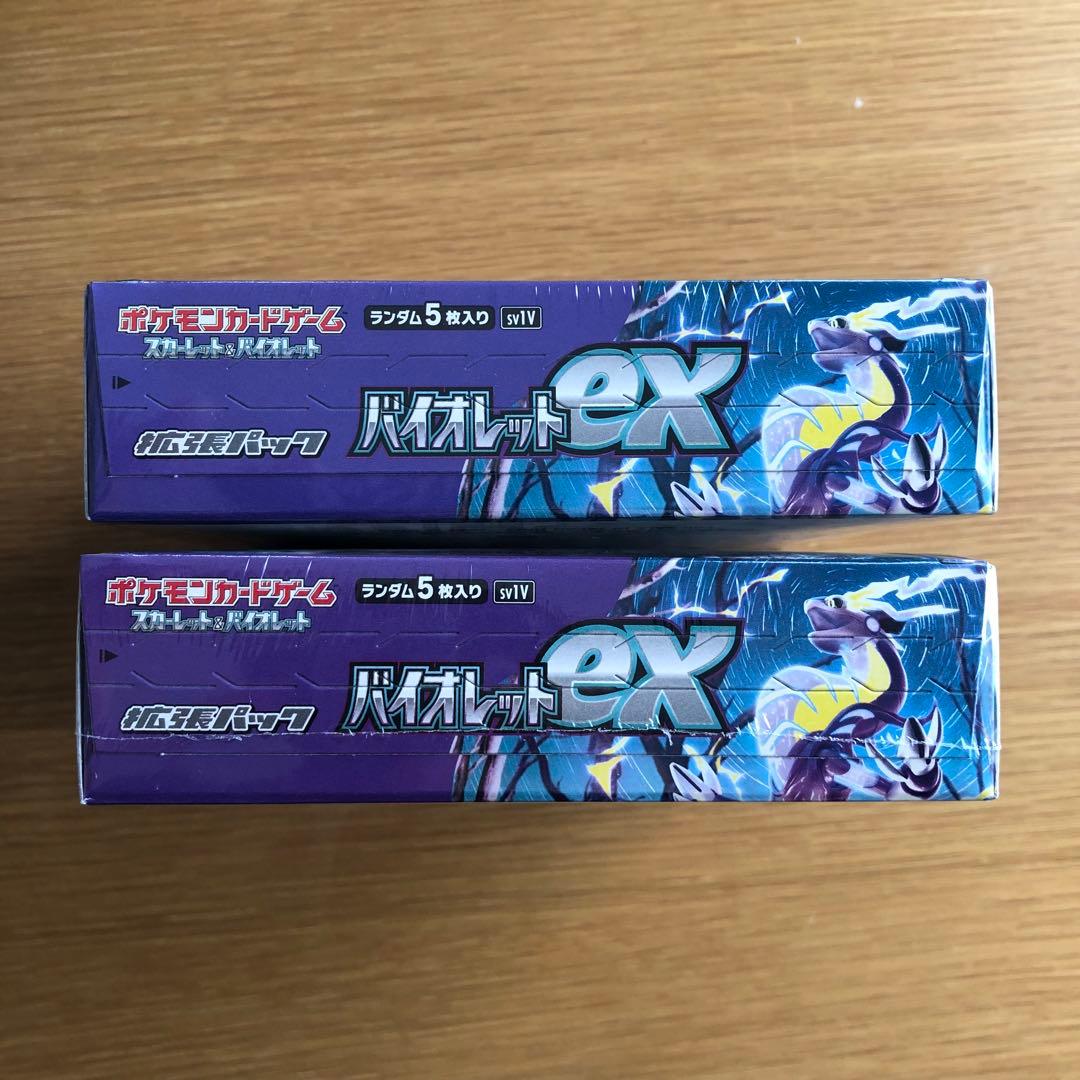 ポケモンカードゲーム ランダム5枚入り sv1V
スカーレット&バイオレット
バイオレットex
拡張パック
ポケモンカードゲーム ランダム5枚入り sv1V
スカーレット&バイオレット
バイオレットex
拡張パック